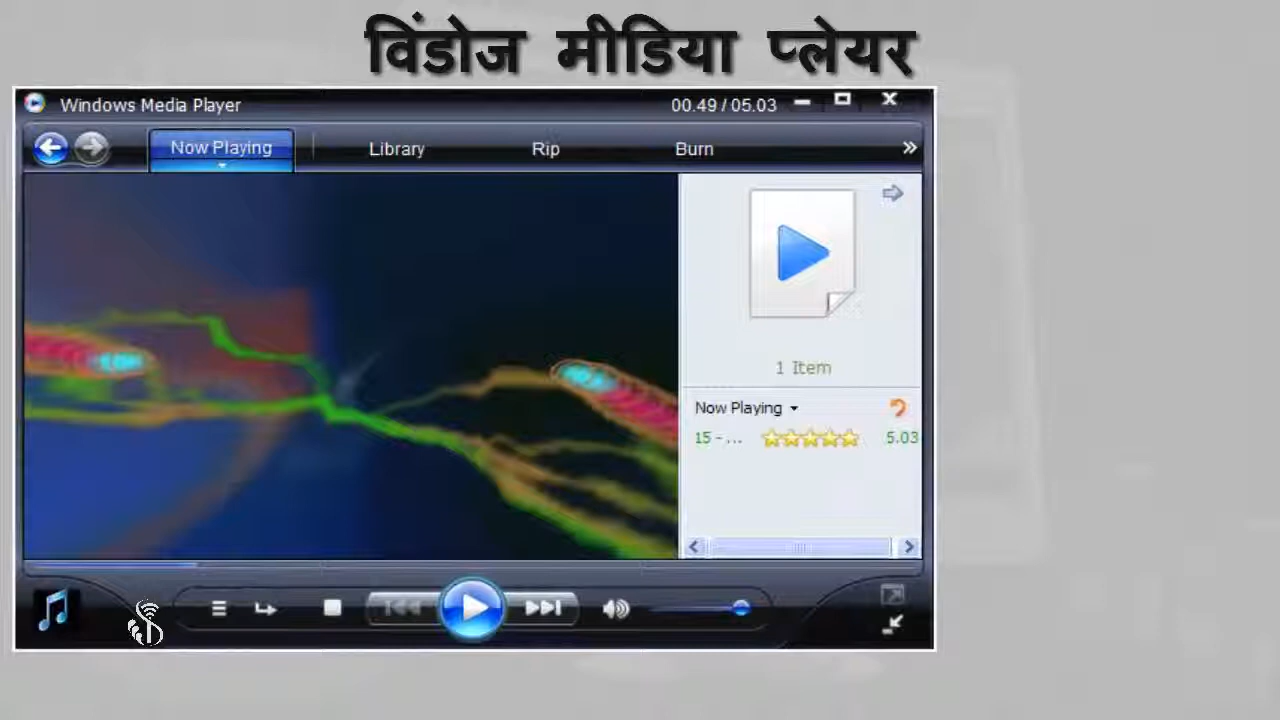 विंडोज मीडिया प्लेयर
Windows Media Player 00.49 / 05.03
Now Playing Library Rip Burn »
1 Item
Now Playing
15 - ... 5.03